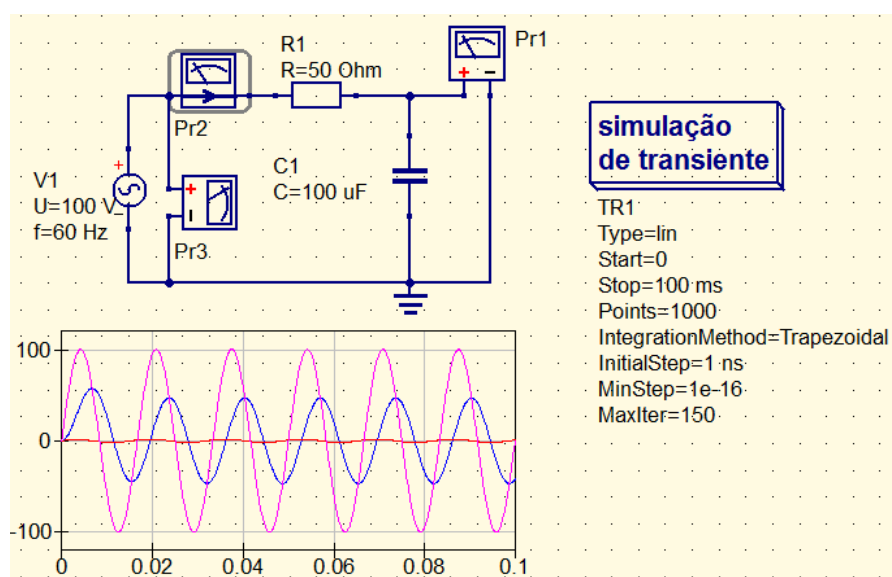 R1
R=50 Ohm
Pr1
Pr2
V1
U=100 V
f=60 Hz
Pr3
C1
C=100 uF
simulação
de transiente
TR1
Type=lin
Start=0
Stop=100 ms
Points=1000
IntegrationMethod=Trapezoidal
InitialStep=1 ns
MinStep=1e-16
MaxIter=150
100
0
-100
0 0.02 0.04 0.06 0.08 0.1